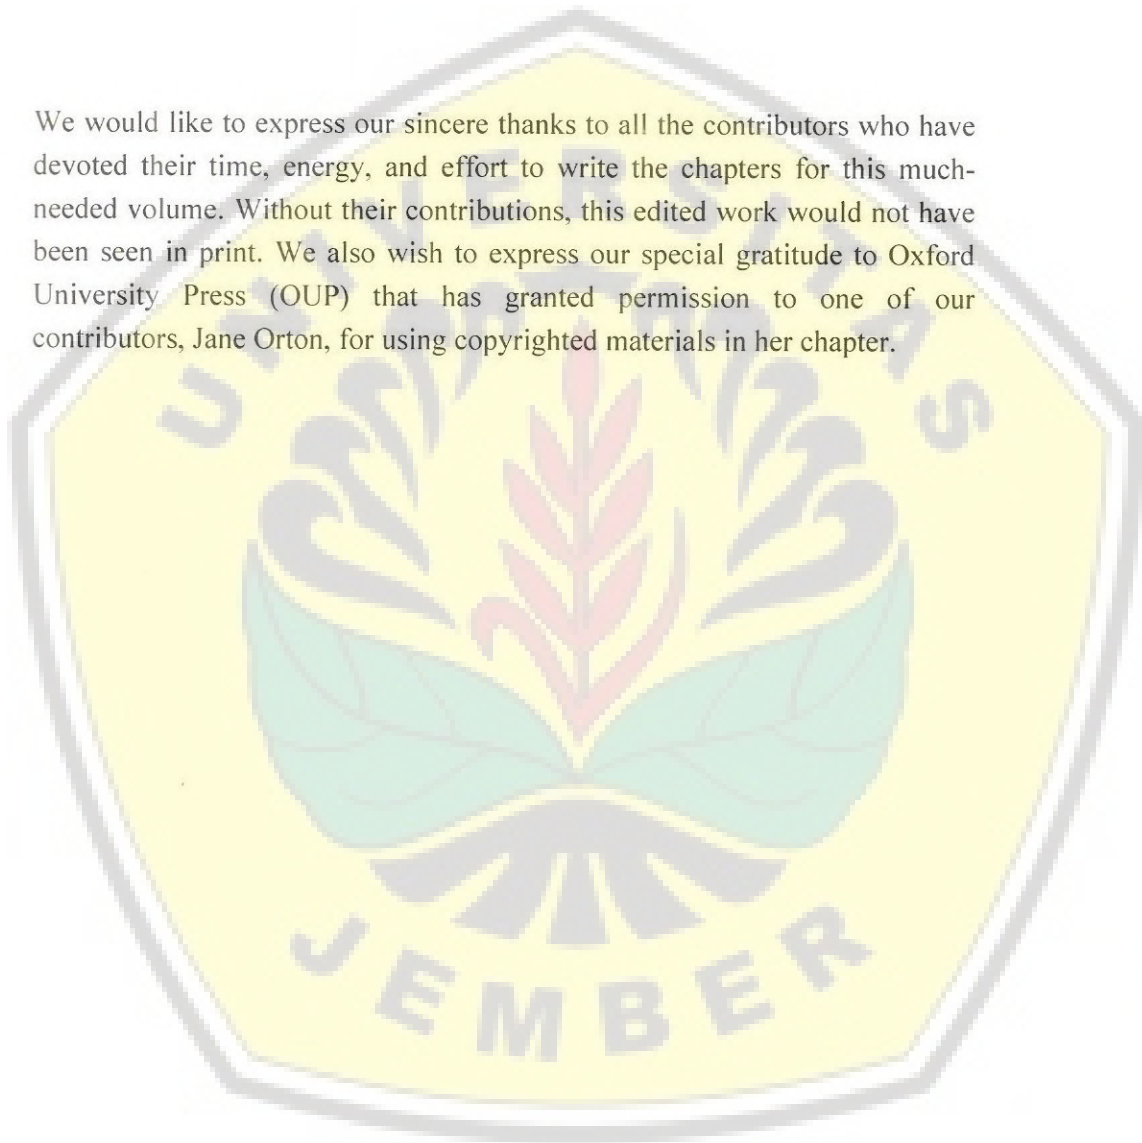 We would like to express our sincere thanks to all the contributors who have
devoted their time, energy, and effort to write the chapters for this much-
needed volume. Without their contributions, this edited work would not have
been seen in print. We also wish to express our special gratitude to Oxford
University Press (OUP) that has granted permission to one of our
contributors, Jane Orton, for using copyrighted materials in her chapter.
UNIVERSITAS
JEMBER